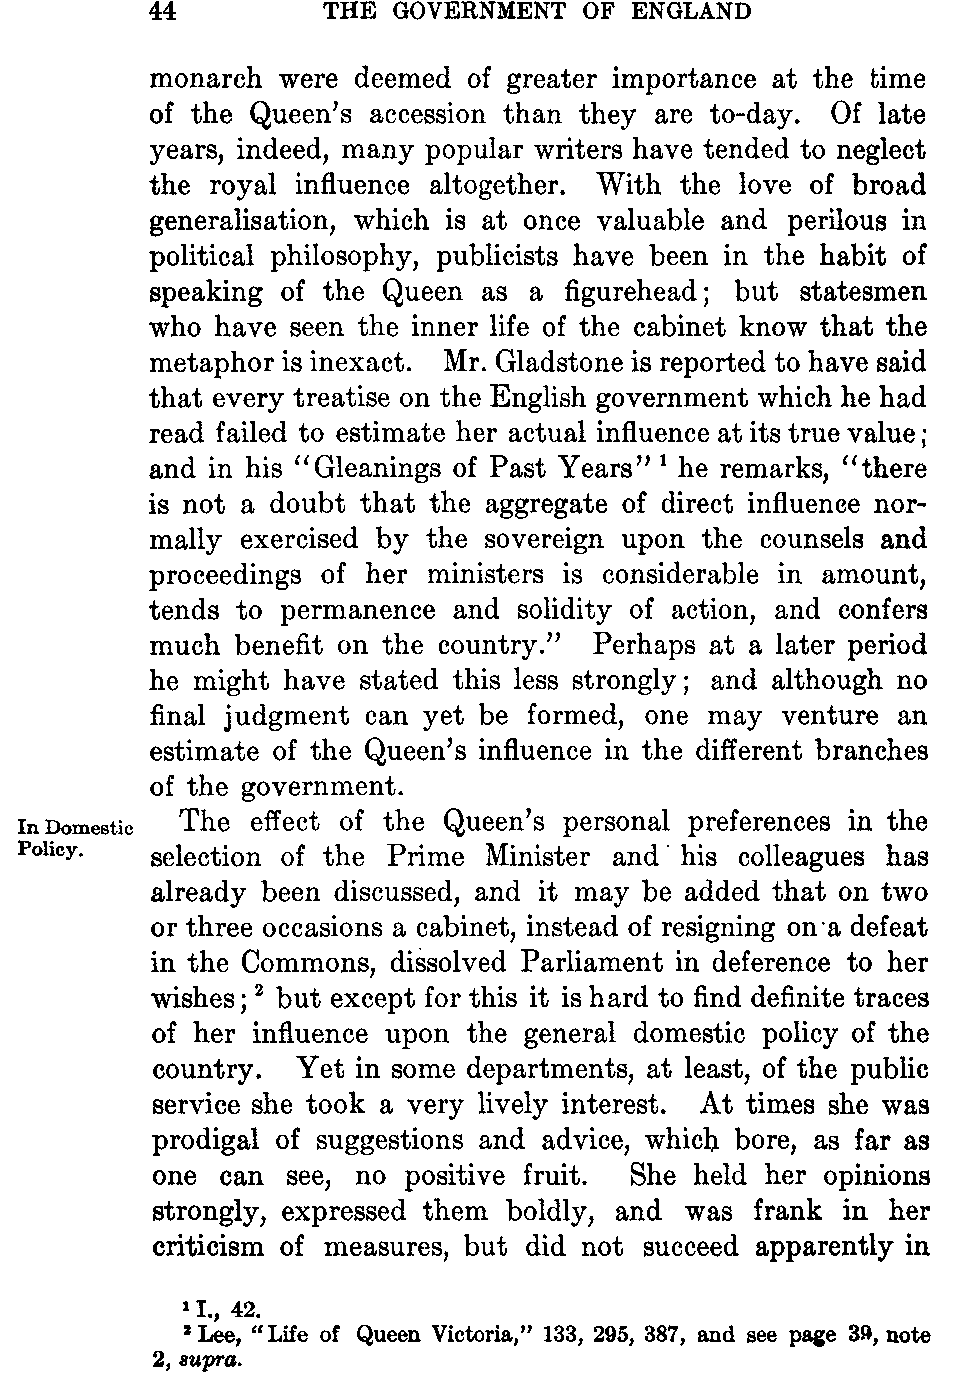 44 THE GOVERNMENT OF ENGLAND
monarch were deemed of greater importance at the time
of the Queen's accession than they are to-day. Of late
years, indeed, many popular writers have tended to neglect
the royal influence altogether. With the love of broad
generalisation, which is at once valuable and perilous in
political philosophy, publicists have been in the habit of
speaking of the Queen as a figurehead; but statesmen
who have seen the inner life of the cabinet know that the
metaphor is inexact. Mr. Gladstone is reported to have said
that every treatise on the English government which he had
read failed to estimate her actual influence at its true value;
and in his "Gleanings of Past Years" ¹ he remarks, "there
is not a doubt that the aggregate of direct influence nor-
mally exercised by the sovereign upon the counsels and
proceedings of her ministers is considerable in amount,
tends to permanence and solidity of action, and confers
much benefit on the country." Perhaps at a later period
he might have stated this less strongly; and although no
final judgment can yet be formed, one may venture an
estimate of the Queen's influence in the different branches
of the government.
In Domestic
Policy.
The effect of the Queen's personal preferences in the
selection of the Prime Minister and his colleagues has
already been discussed, and it may be added that on two
or three occasions a cabinet, instead of resigning on a defeat
in the Commons, dissolved Parliament in deference to her
wishes; ² but except for this it is hard to find definite traces
of her influence upon the general domestic policy of the
country. Yet in some departments, at least, of the public
service she took a very lively interest. At times she was
prodigal of suggestions and advice, which bore, as far as
one can see, no positive fruit. She held her opinions
strongly, expressed them boldly, and was frank in her
criticism of measures, but did not succeed apparently in
¹ I., 42.
² Lee, "Life of Queen Victoria," 133, 295, 387, and see page 39, note
2, supra.